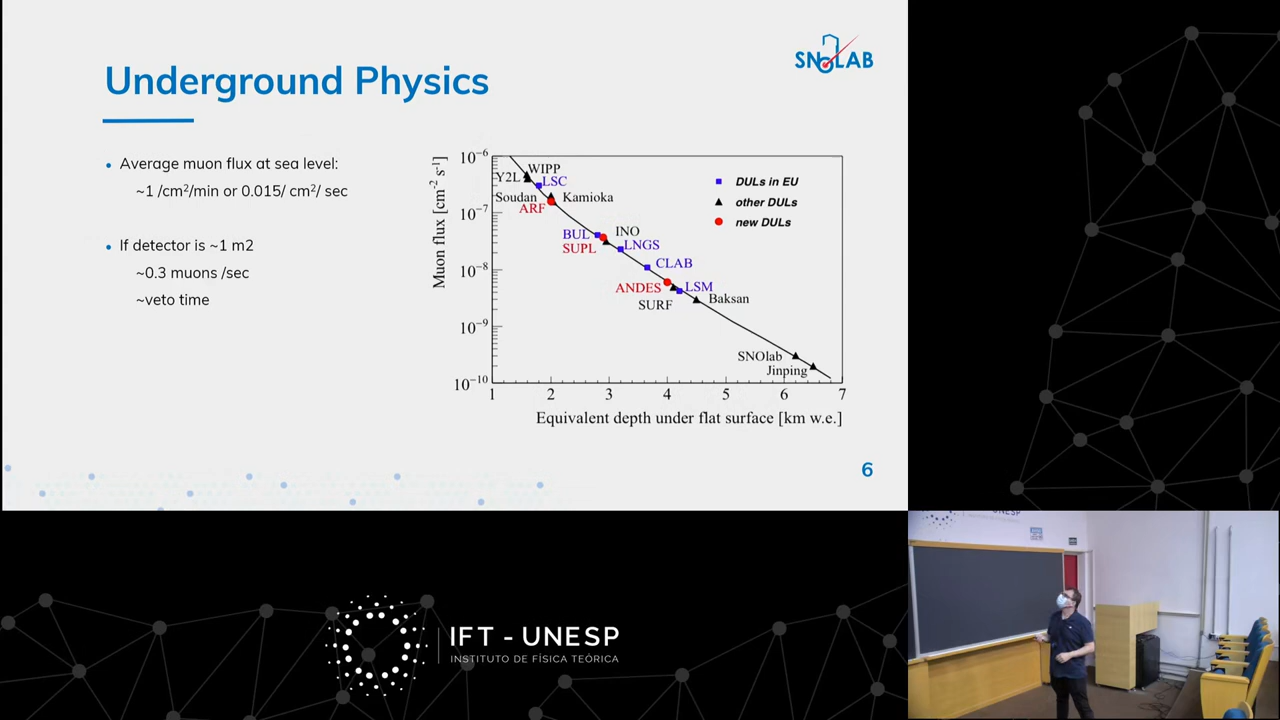 Underground Physics
SNOLAB
• Average muon flux at sea level:
~1 /cm²/min or 0.015/ cm²/ sec
• If detector is ~1 m2
~0.3 muons /sec
~veto time
Muon flux [cm⁻² s⁻¹]
10⁻⁶
10⁻⁷
10⁻⁸
10⁻⁹
10⁻¹⁰
WIPP
Y2L
LSC
Soudan
Kamioka
ARF
BUL
INO
SUPL
LNGS
CLAB
ANDES
LSM
SURF
Baksan
SNOlab
Jinping
DULs in EU
other DULs
new DULs
1 2 3 4 5 6 7
Equivalent depth under flat surface [km w.e.]
6
UNESP
IFT - UNESP
INSTITUTO DE FÍSICA TEÓRICA